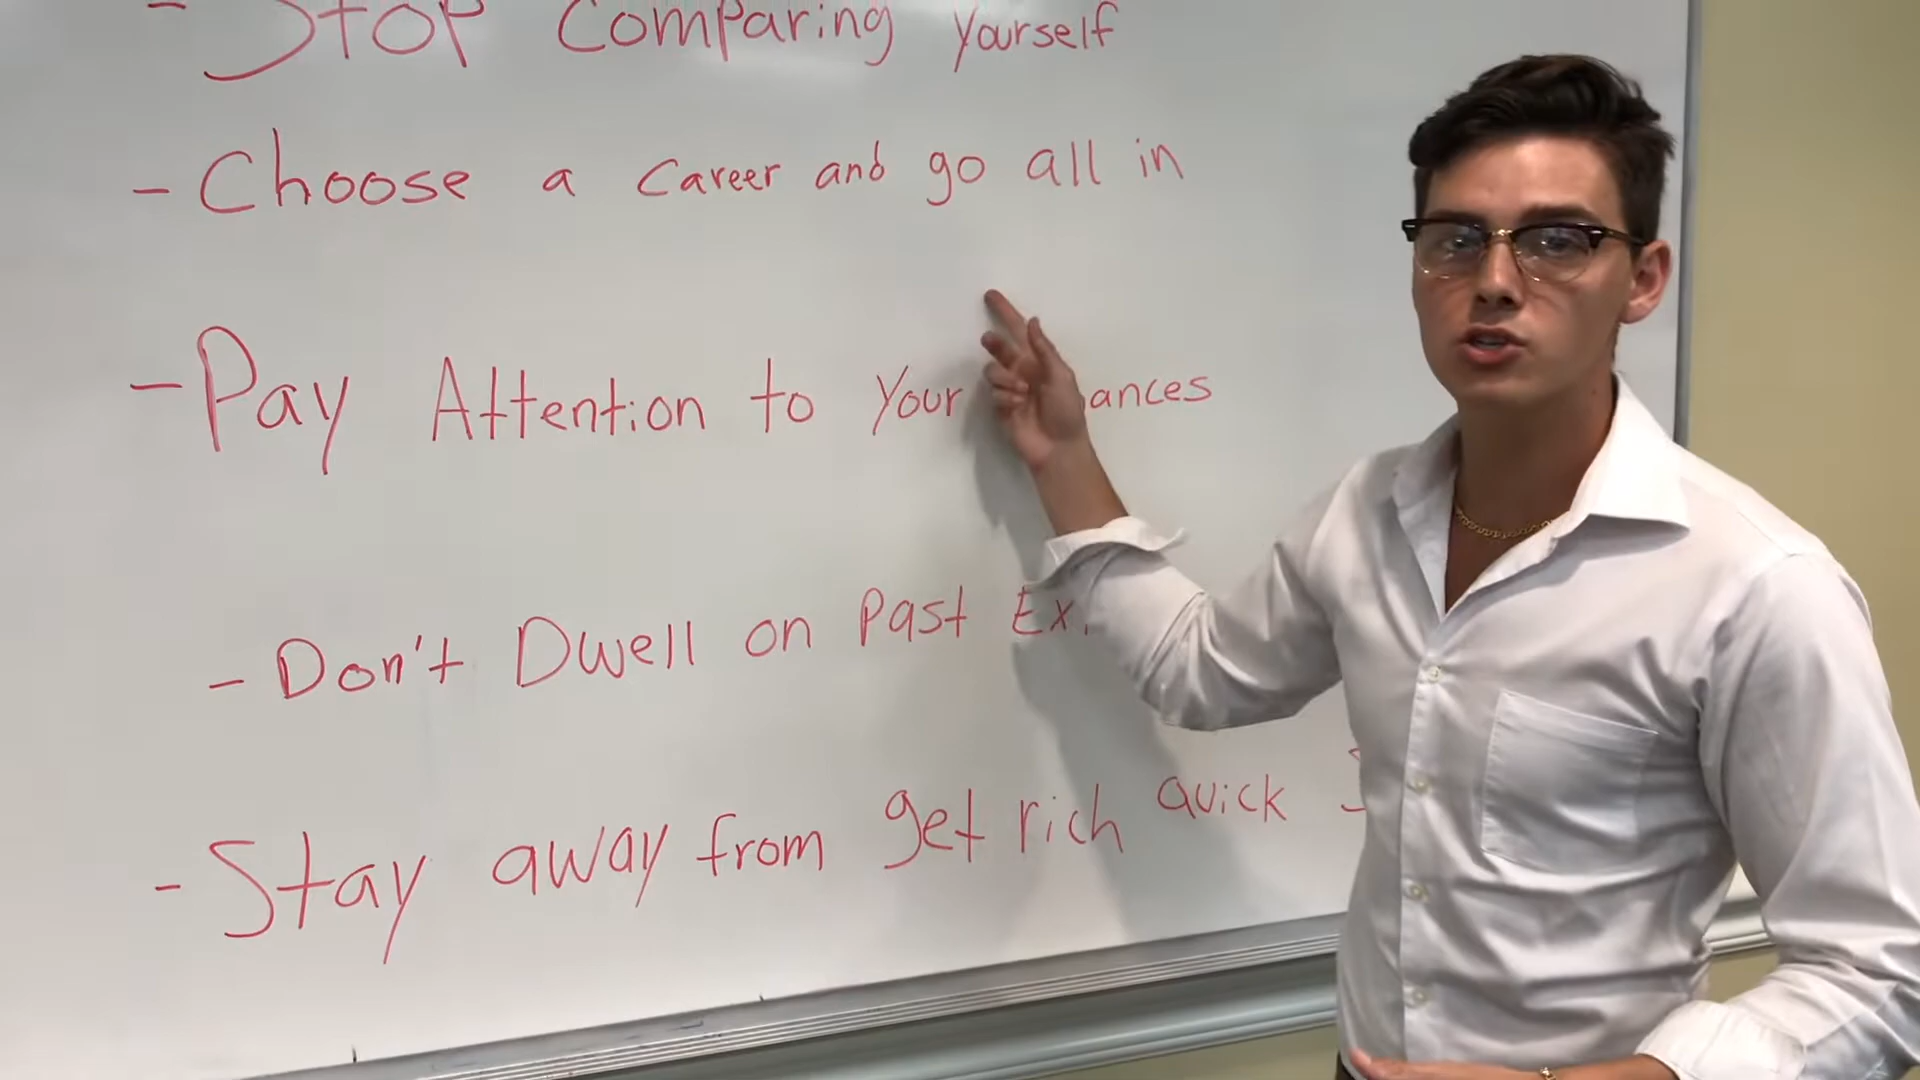 - Stop Comparing Yourself
- Choose a career and go all in
- Pay Attention to Your ances
- Don't Dwell on Past Ex
- Stay away from get rich quick